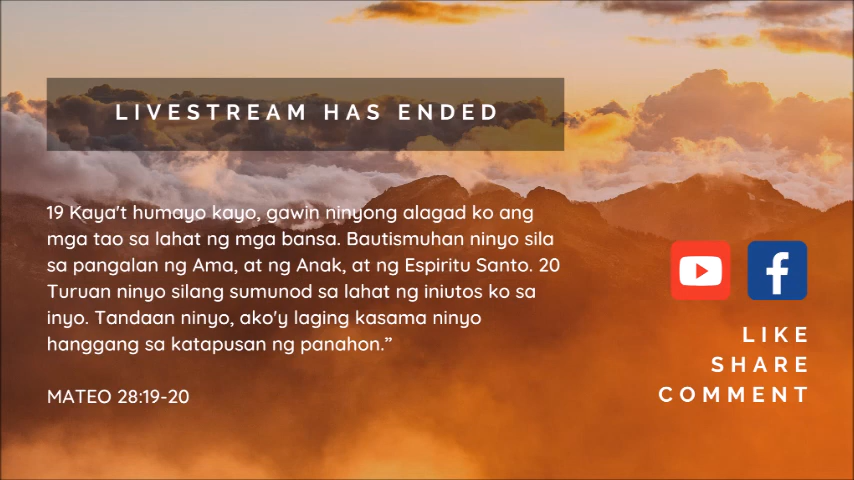 LIVESTREAM HAS ENDED
19 Kaya't humayo kayo, gawin ninyong alagad ko ang
mga tao sa lahat ng mga bansa. Bautismuhan ninyo sila
sa pangalan ng Ama, at ng Anak, at ng Espiritu Santo. 20
Turuan ninyo silang sumunod sa lahat ng iniutos ko sa
inyo. Tandaan ninyo, ako'y laging kasama ninyo
hanggang sa katapusan ng panahon.”
MATEO 28:19-20
LIKE
SHARE
COMMENT